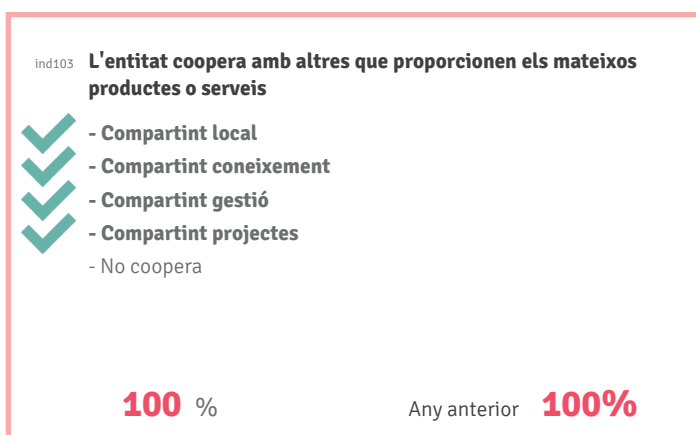 ind103 L'entitat coopera amb altres que proporcionen els mateixos
productes o serveis
- Compartint local
- Compartint coneixement
- Compartint gestió
- Compartint projectes
- No coopera
100 % Any anterior 100%